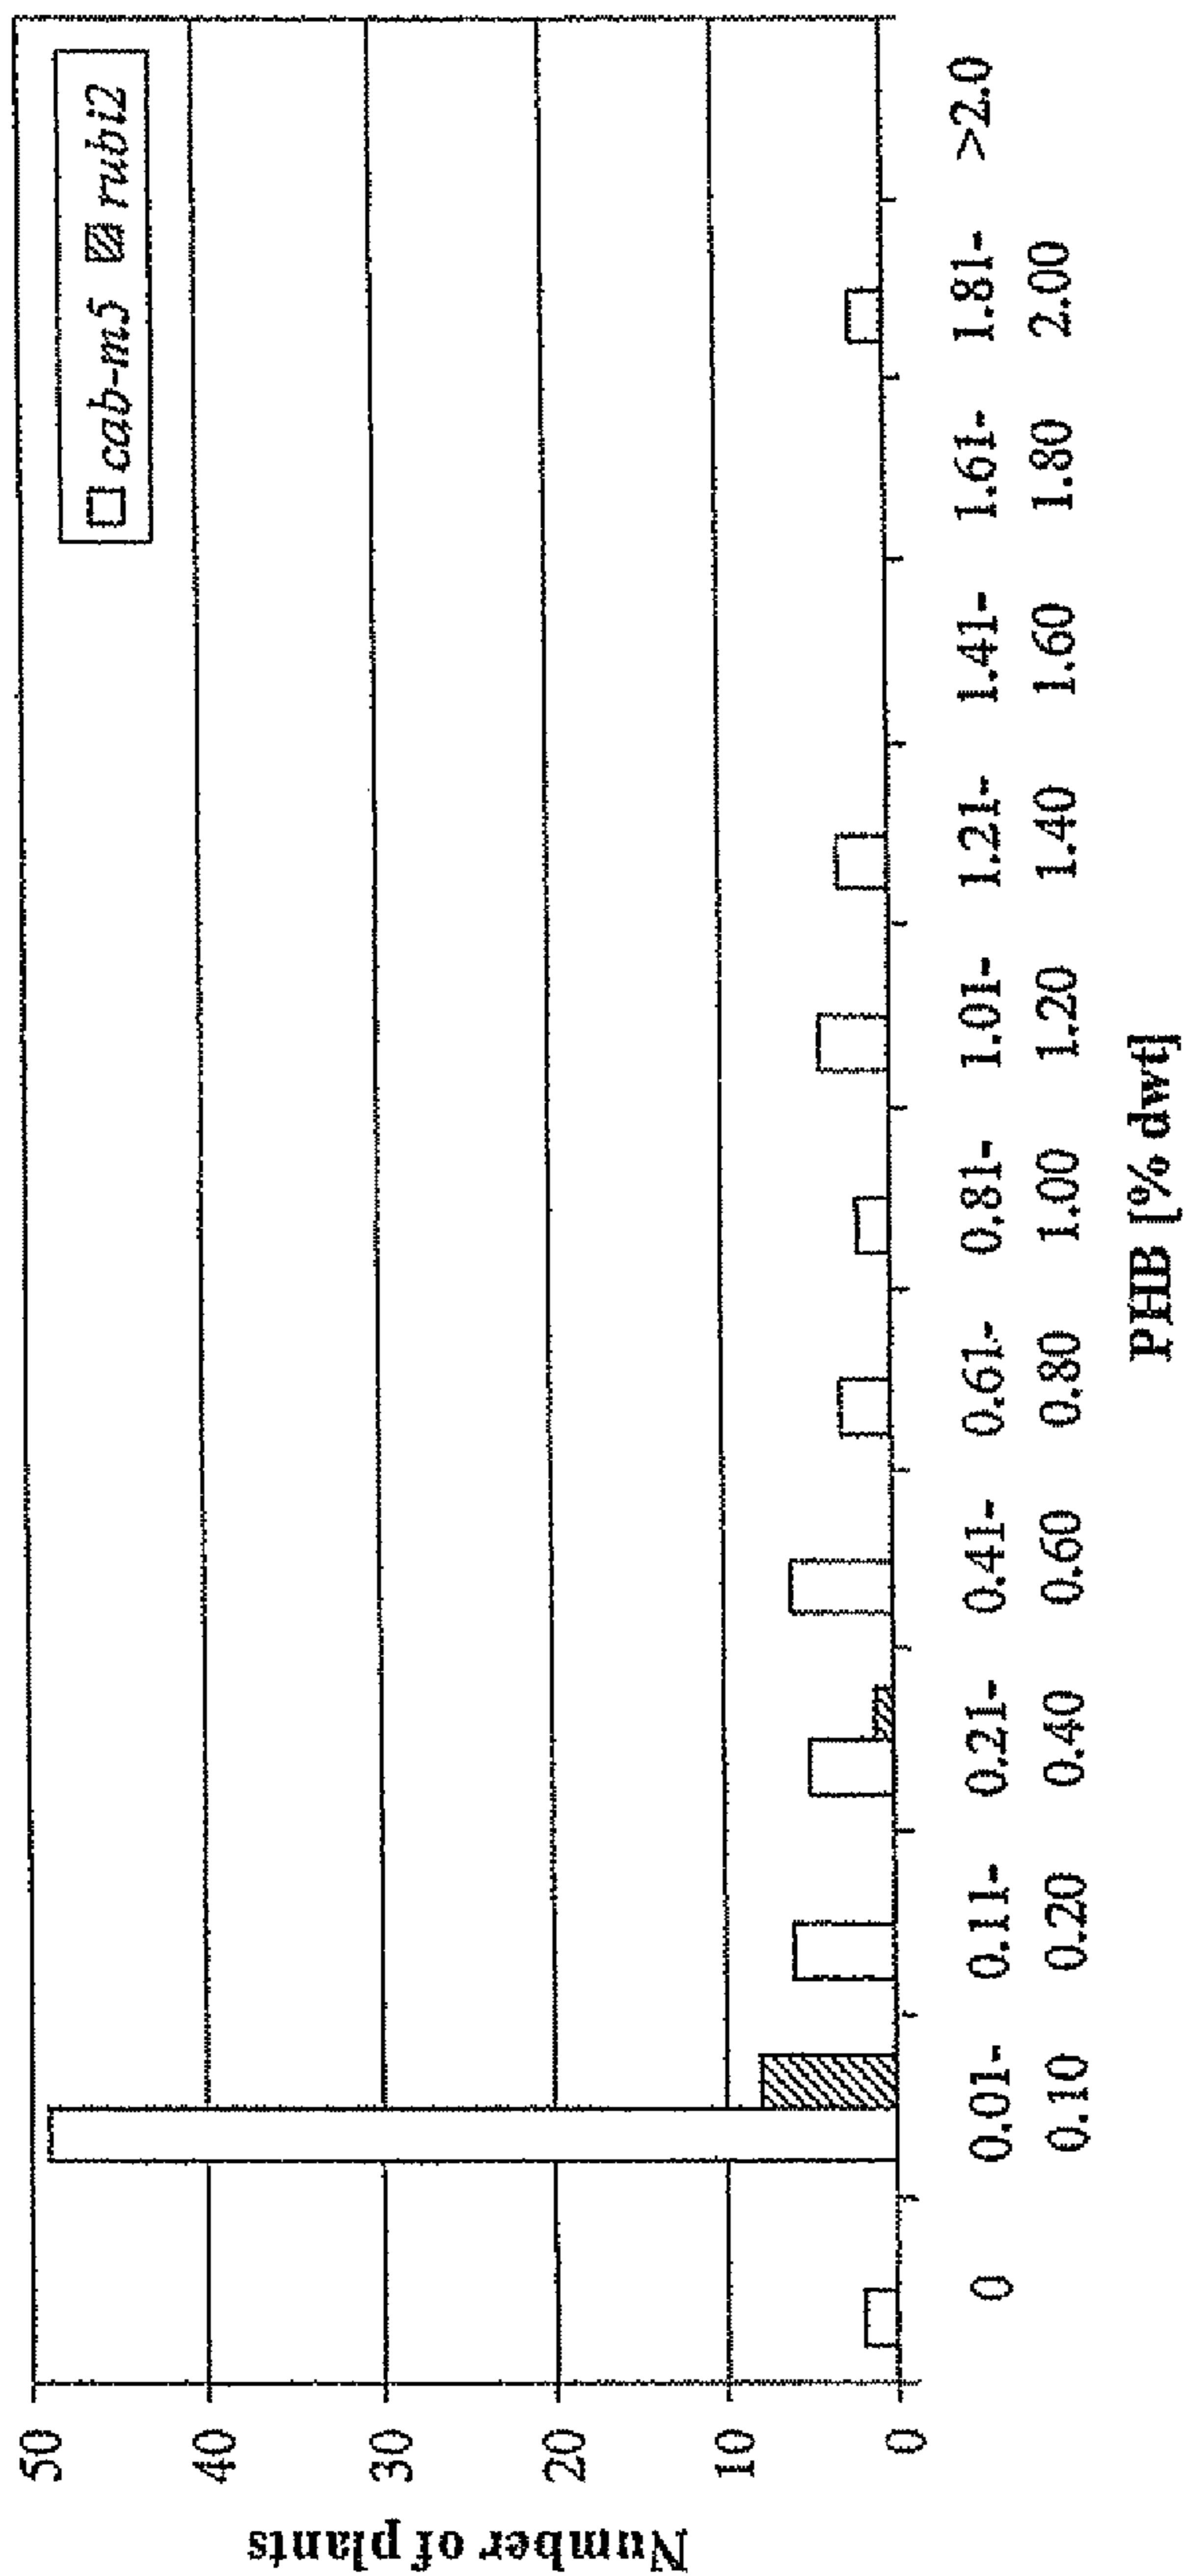 cab-m5 rubi2
Number of plants
50
40
30
20
10
0
0 0.01- 0.11- 0.21- 0.41- 0.61- 0.81- 1.01- 1.21- 1.41- 1.61- 1.81- >2.0
0.10 0.20 0.40 0.60 0.80 1.00 1.20 1.40 1.60 1.80 2.00
PHB [% dwt]